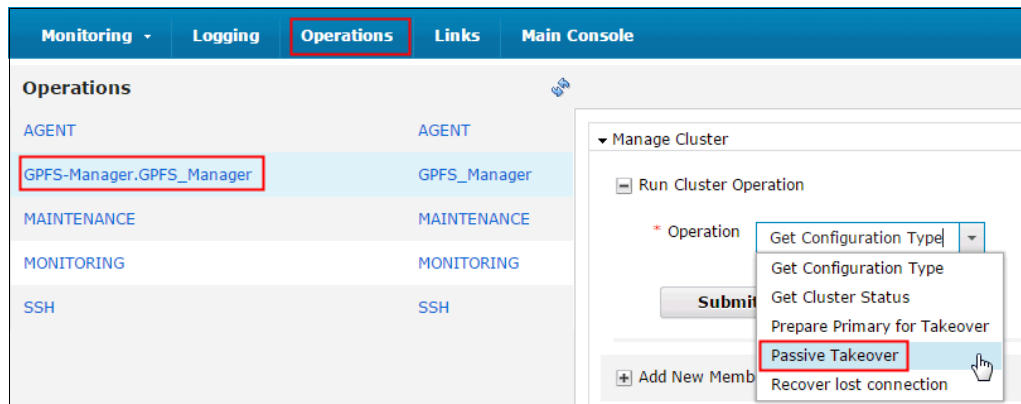 Monitoring Logging Operations Links Main Console
Operations
AGENT AGENT
GPFS-Manager.GPFS_Manager GPFS_Manager
MAINTENANCE MAINTENANCE
MONITORING MONITORING
SSH SSH
Manage Cluster
Run Cluster Operation
* Operation Get Configuration Type
Get Configuration Type
Get Cluster Status
Submit
Prepare Primary for Takeover
Passive Takeover
Add New Memb
Recover lost connection